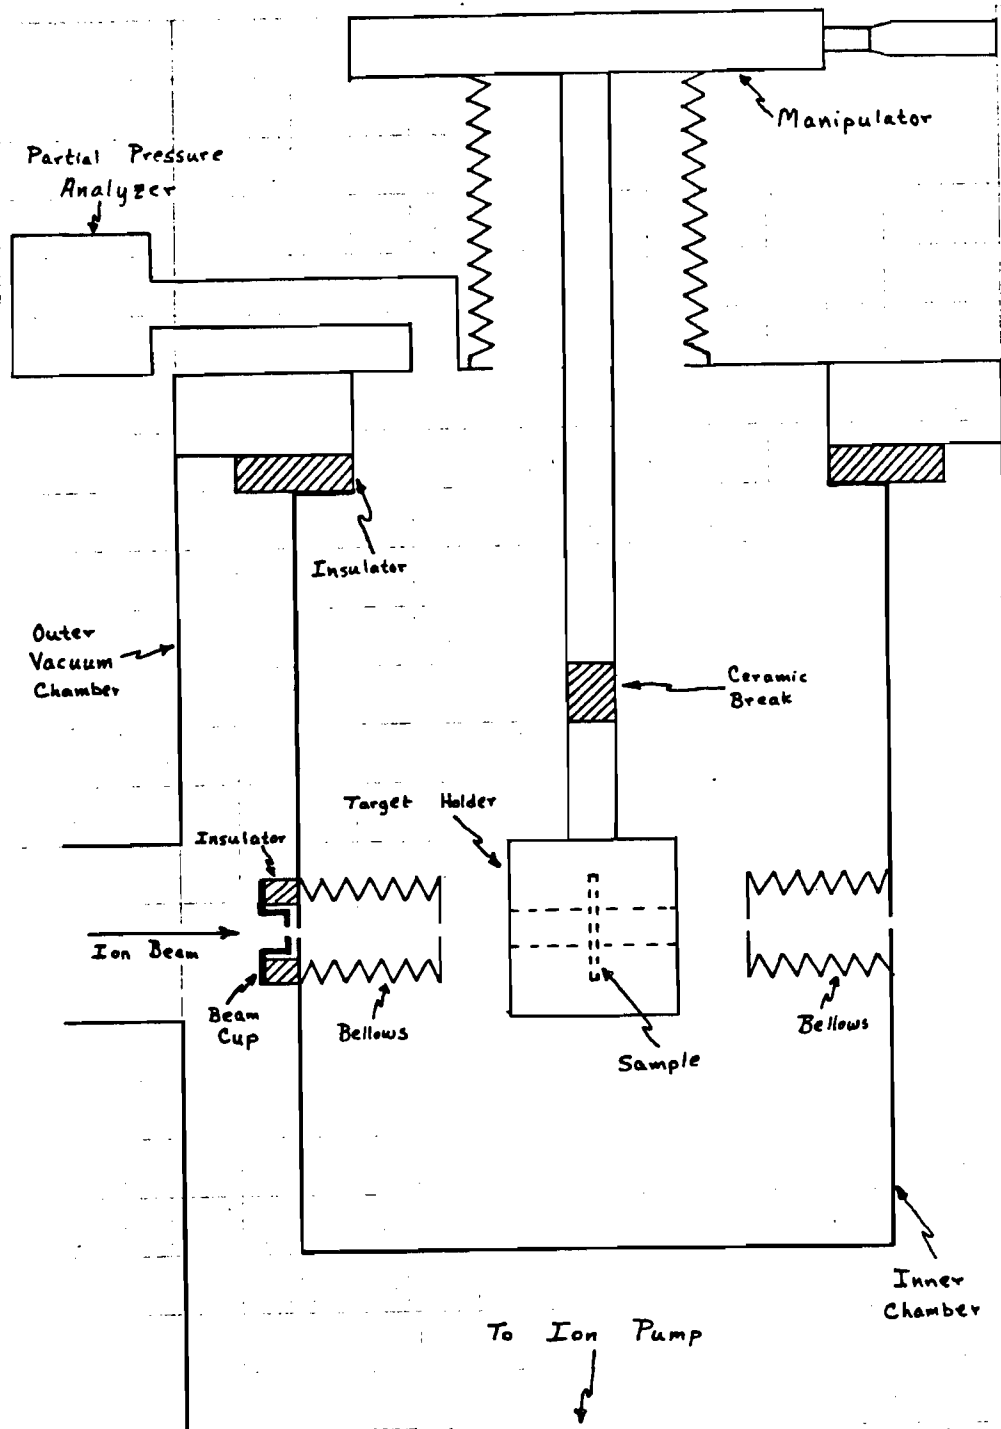 Manipulator
Partial Pressure
Analyzer
Insulator
Outer
Vacuum
Chamber
Ceramic
Break
Target Holder
Insulator
Ion Beam
Beam
Cup
Bellows
Bellows
Sample
Inner
Chamber
To Ion Pump